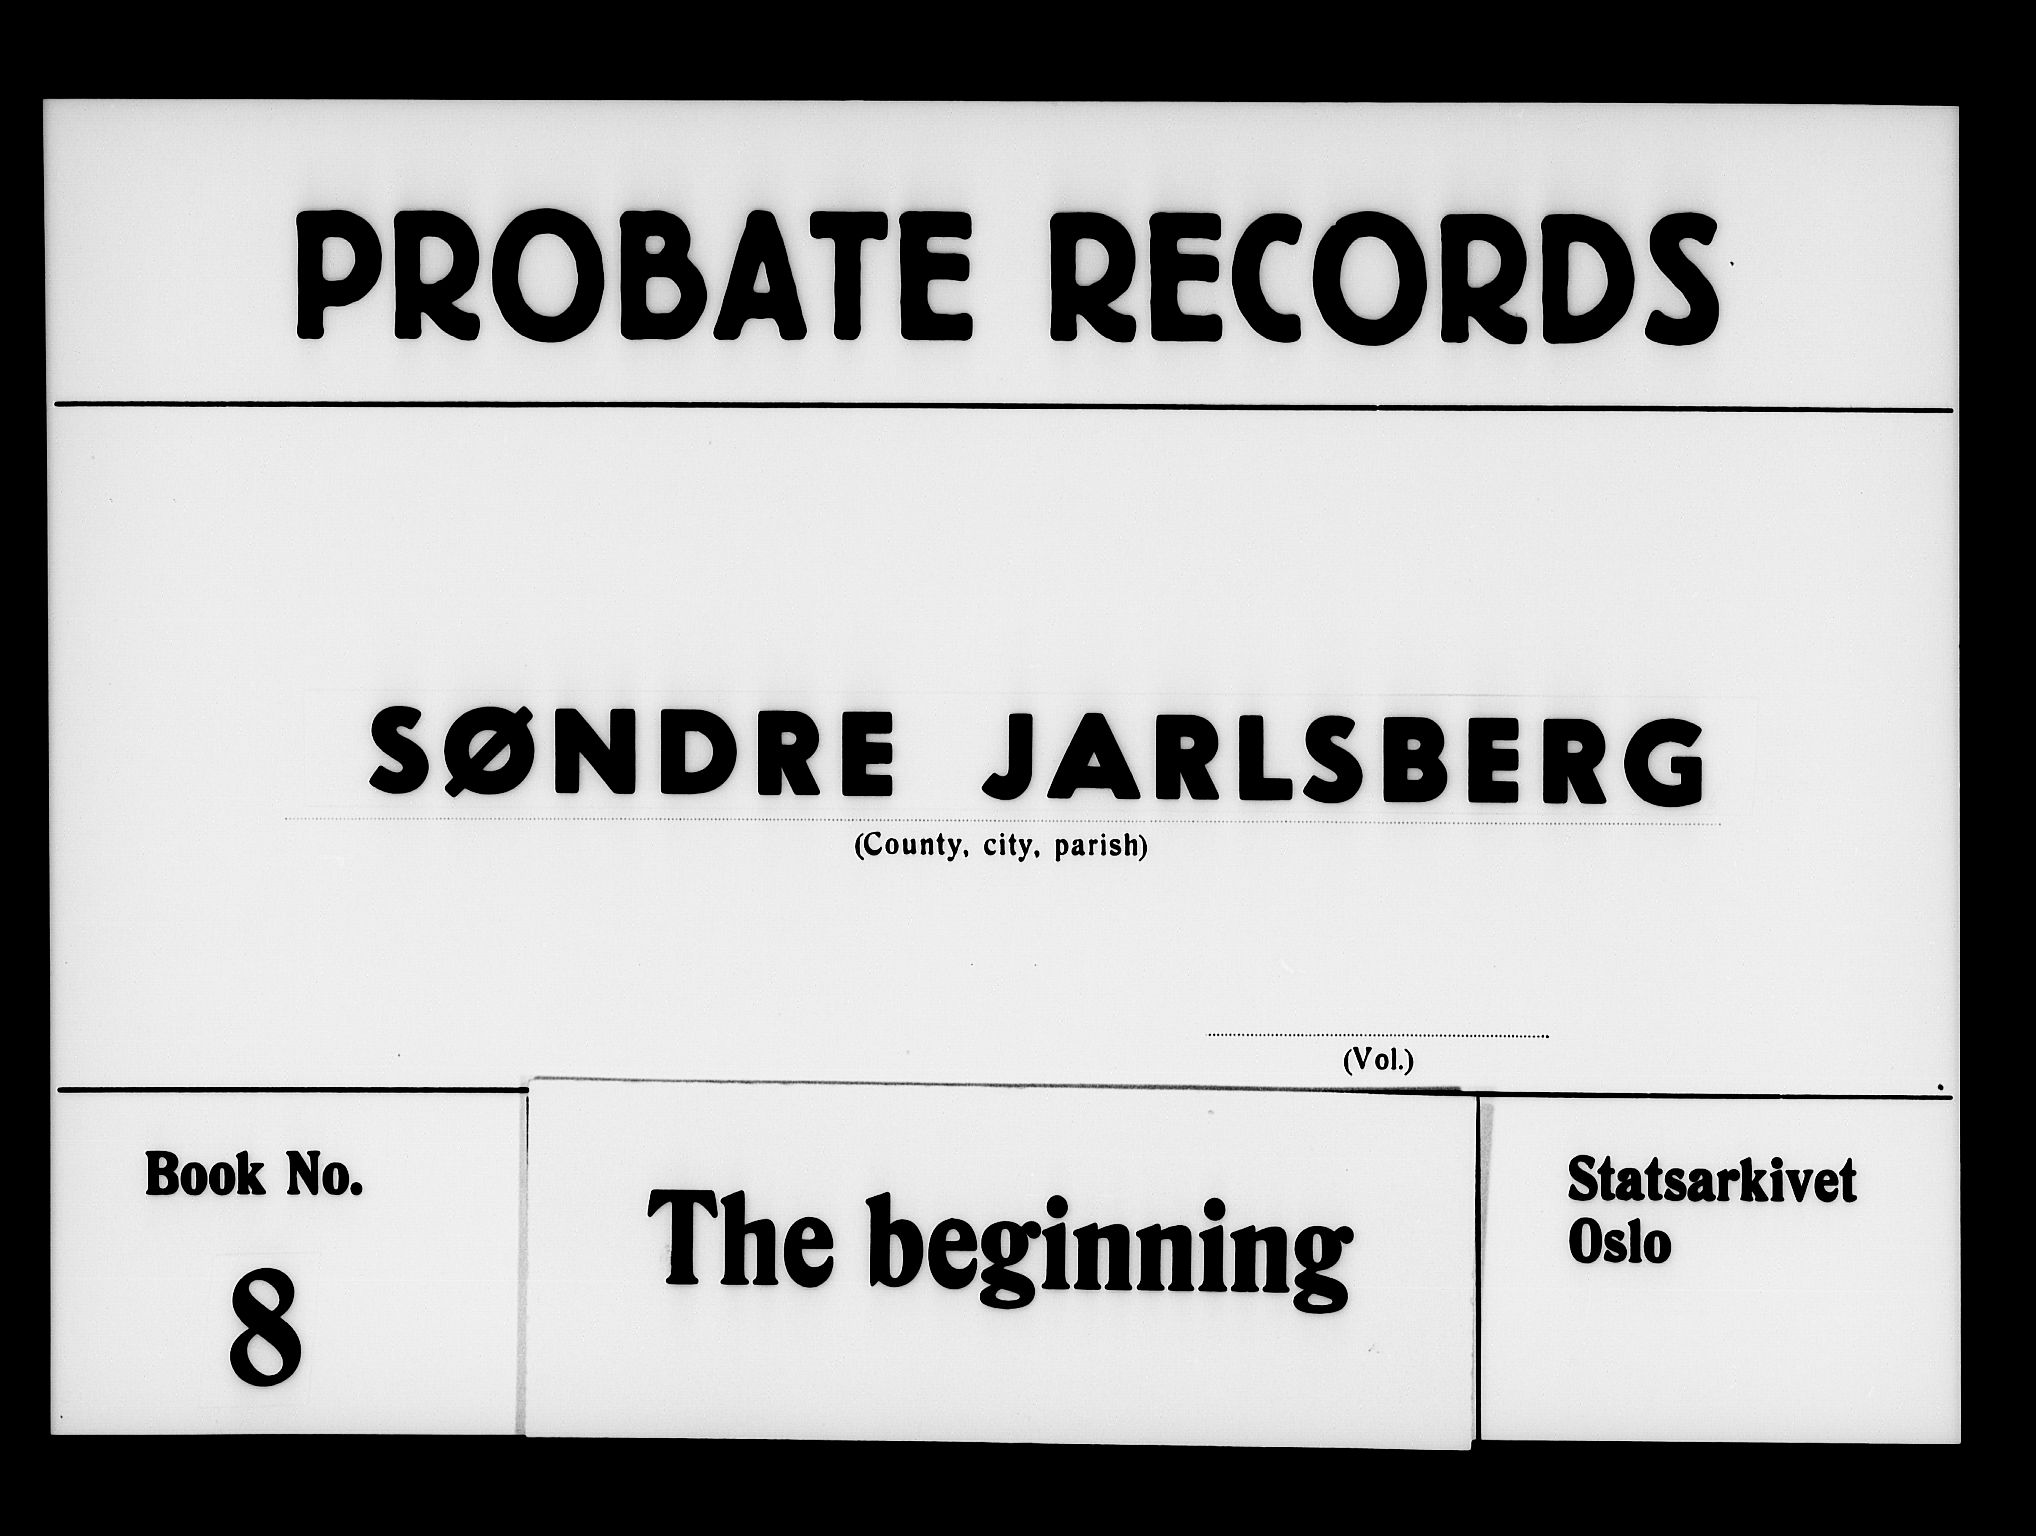 PROBATE RECORDS
SØNDRE JARLSBERG
(County, city, parish)
(Vol.)
Book No.
8
The beginning
Statsarkivet
Oslo